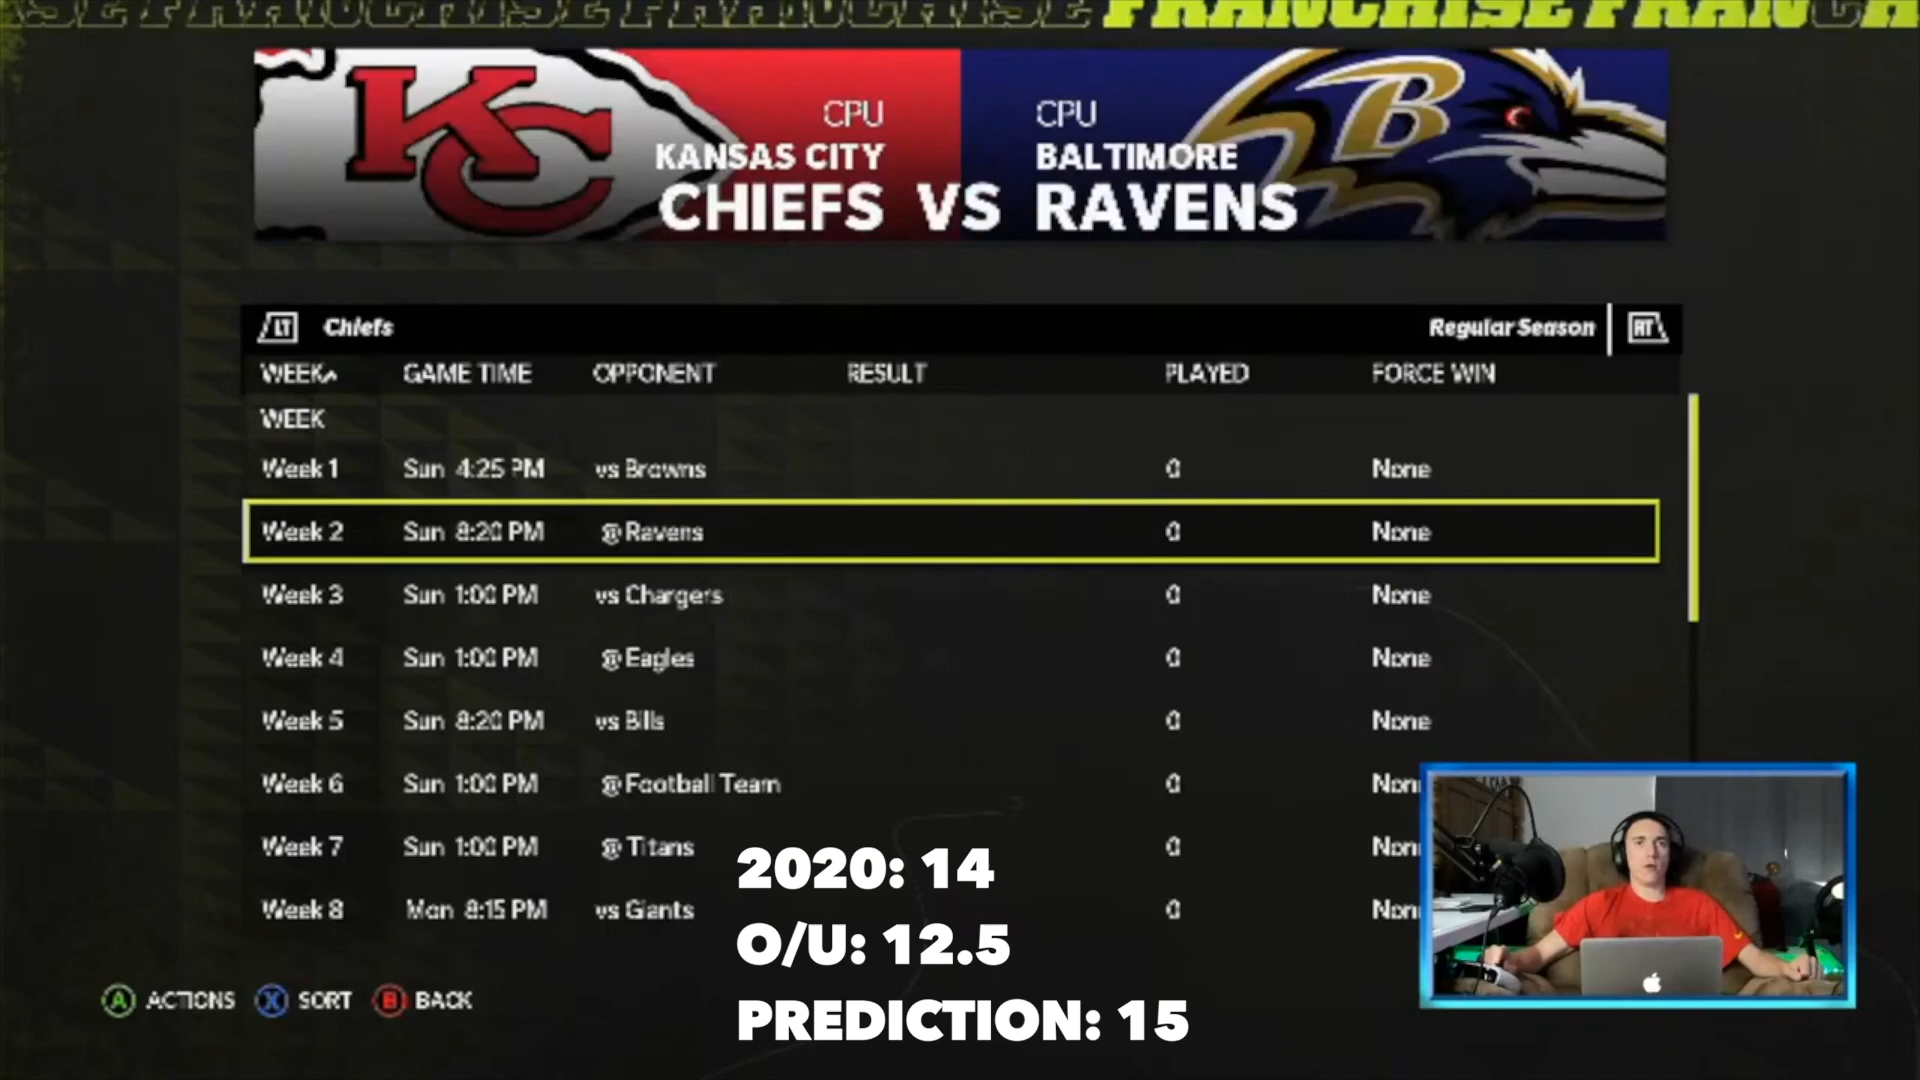 FRANCHISE FRANCHISE FRANCHISE
KC
CPU
KANSAS CITY
CHIEFS
VS
CPU
BALTIMORE
RAVENS
B
LT Chiefs Regular Season RT
WEEK GAME TIME OPPONENT RESULT PLAYED FORCE WIN
WEEK
Week 1 Sun 4:25 PM vs Browns 0 None
Week 2 Sun 8:20 PM @ Ravens 0 None
Week 3 Sun 1:00 PM vs Chargers 0 None
Week 4 Sun 1:00 PM @ Eagles 0 None
Week 5 Sun 8:20 PM vs Bills 0 None
Week 6 Sun 1:00 PM @ Football Team 0 Non
Week 7 Sun 1:00 PM @ Titans 0 Non
Week 8 Mon 8:15 PM vs Giants 0 Non
2020: 14
O/U: 12.5
PREDICTION: 15
A ACTIONS X SORT B BACK